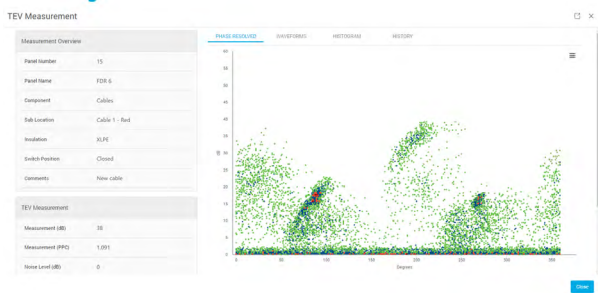 TEV Measurement
Measurement Overview
Panel Number 15
Panel Name FDR 6
Component Cables
Sub Location Cable 1 - Red
Insulation XLPE
Switch Position Closed
Comments New cable
TEV Measurement
Measurement (dB) 38
Measurement (PPC) 1.091
Noise Level (dB) 0
PHASE RESOLVED WAVEFORMS HISTOGRAM HISTORY
60
55
50
45
40
35
dB 30
25
20
15
10
5
0
0 50 100 150 200 250 300 350
Degrees
Close